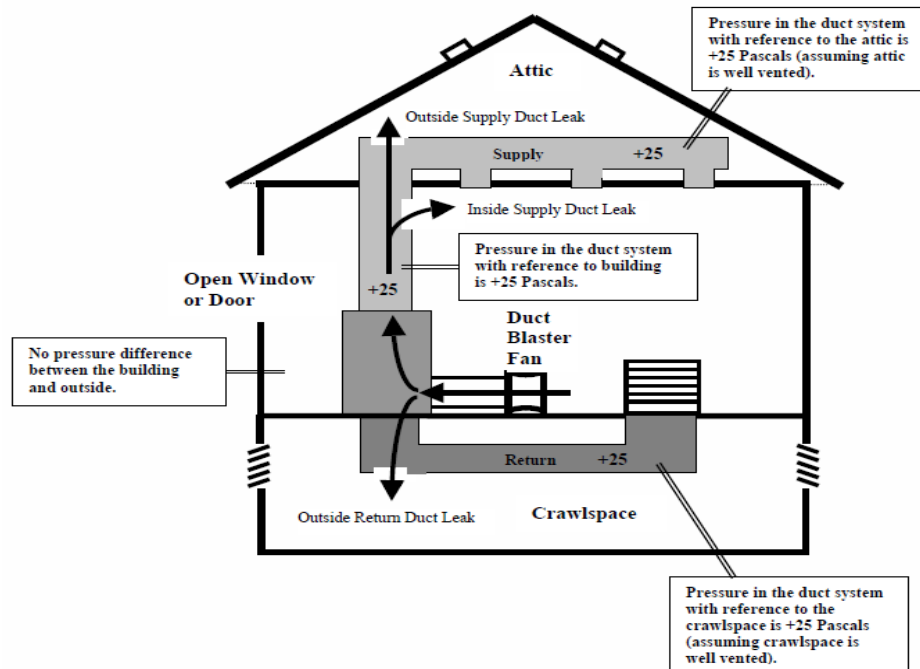 Pressure in the duct system
with reference to the attic is
+25 Pascals (assuming attic
is well vented).
Attic
Outside Supply Duct Leak
Supply +25
Inside Supply Duct Leak
Pressure in the duct system
with reference to building
is +25 Pascals.
Open Window
or Door
+25
Duct
Blaster
Fan
No pressure difference
between the building
and outside.
Return +25
Outside Return Duct Leak
Crawlspace
Pressure in the duct system
with reference to the
crawlspace is +25 Pascals
(assuming crawlspace is
well vented).